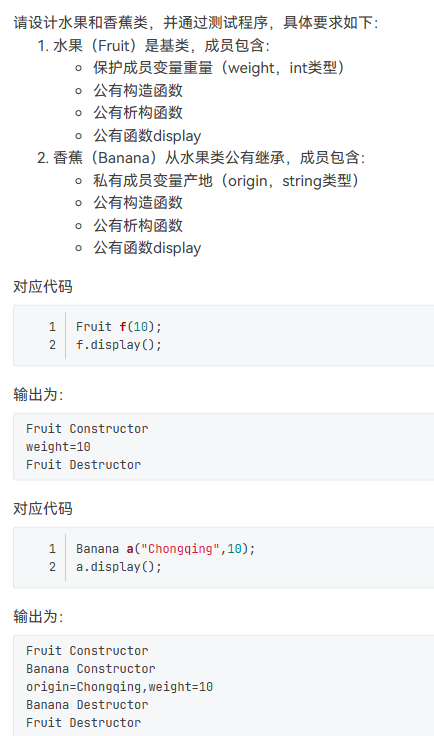 请设计水果和香蕉类，并通过测试程序，具体要求如下：
1. 水果（Fruit）是基类，成员包含：
◦ 保护成员变量重量（weight，int类型）
◦ 公有构造函数
◦ 公有析构函数
◦ 公有函数display
2. 香蕉（Banana）从水果类公有继承，成员包含：
◦ 私有成员变量产地（origin，string类型）
◦ 公有构造函数
◦ 公有析构函数
◦ 公有函数display
对应代码
1 Fruit f(10);
2 f.display();
输出为：
Fruit Constructor
weight=10
Fruit Destructor
对应代码
1 Banana a("Chongqing",10);
2 a.display();
输出为：
Fruit Constructor
Banana Constructor
origin=Chongqing,weight=10
Banana Destructor
Fruit Destructor